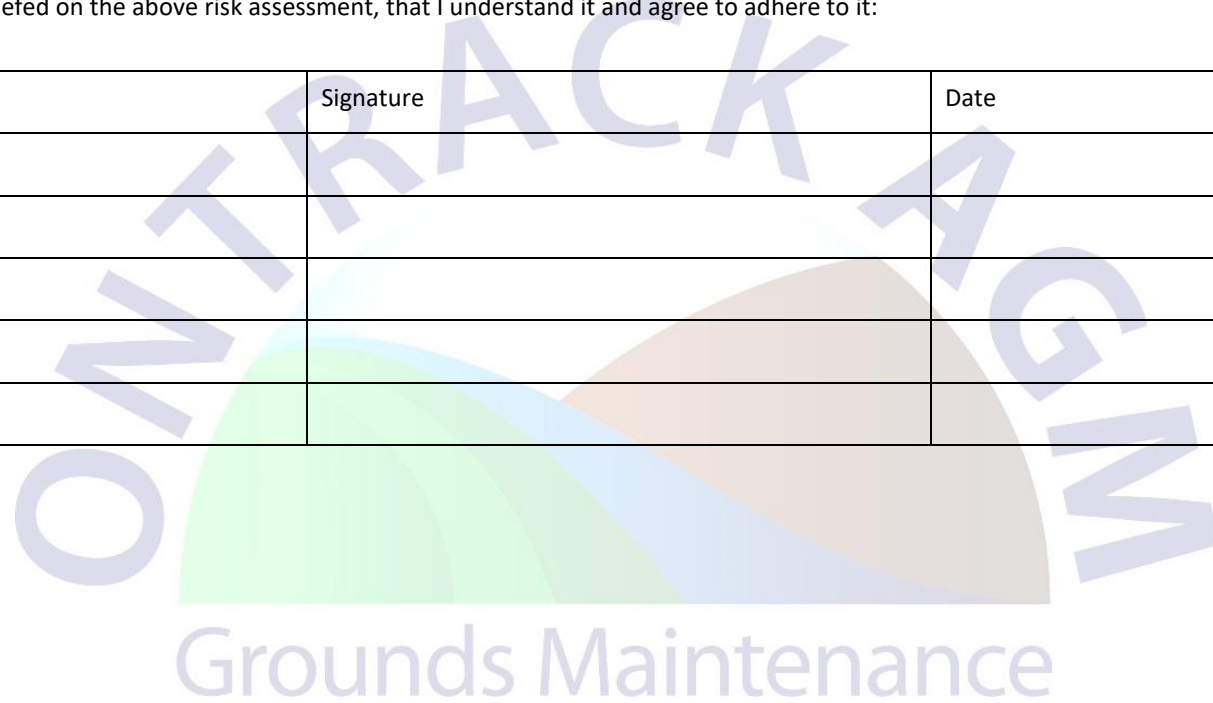 efed on the above risk assessment, that I understand it and agree to adhere to it:
Signature Date
ONTRACK AGM
Grounds Maintenance